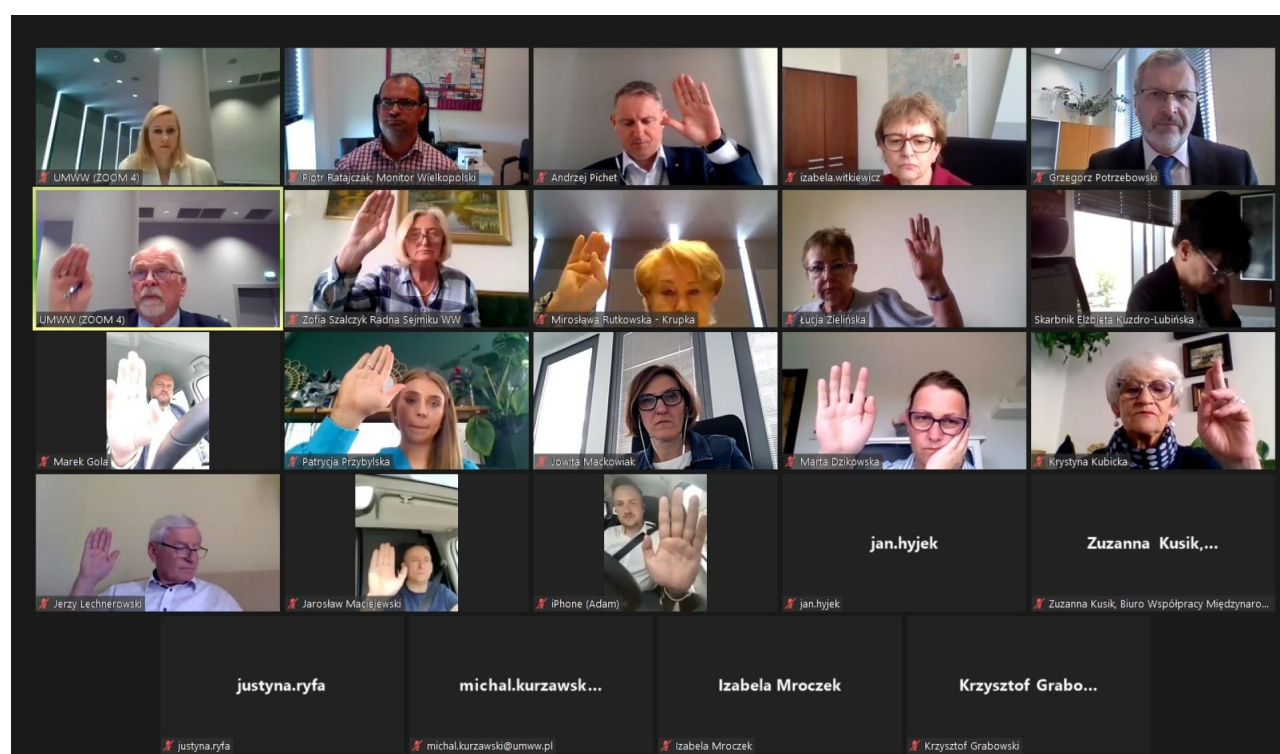 UMWW (ZOOM 4)
Piotr Ratajczak, Monitor Wielkopolski
Andrzej Pichet
izabela.witkiewicz
Grzegorz Potrzebowski
UMWW (ZOOM 4)
Zofia Szalczyk Radna Sejmiku WW
Mirosława Rutkowska - Krupka
Łucja Zielińska
Skarbnik Elżbieta Kuzdro-Lubińska
Marek Gola
Patrycja Przybylska
Jowita Maćkowiak
Marta Dzikowska
Krystyna Kubicka
Jerzy Lechnerowski
Jarosław Maciejewski
iPhone (Adam)
jan.hyjek
jan.hyjek
Zuzanna Kusik,...
Zuzanna Kusik, Biuro Współpracy Międzynaro...
justyna.ryfa
justyna.ryfa
michal.kurzawsk...
michal.kurzawski@umww.pl
Izabela Mroczek
Izabela Mroczek
Krzysztof Grabo...
Krzysztof Grabowski